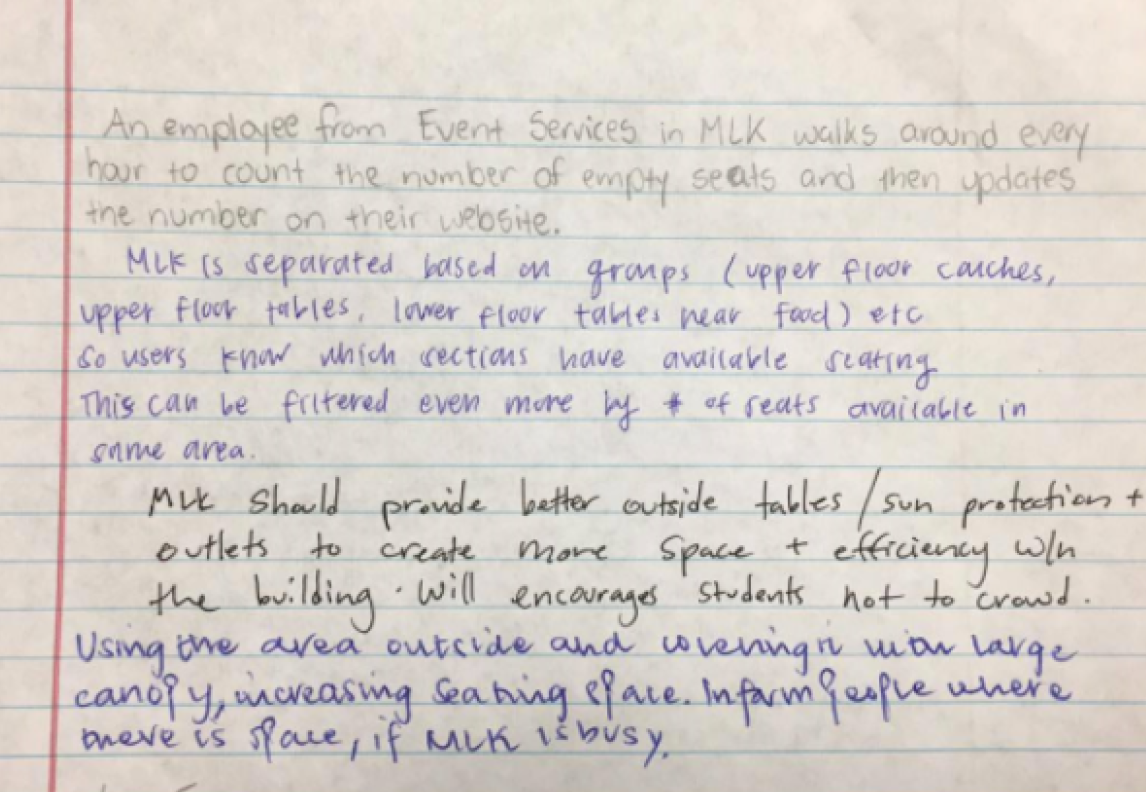 An employee from Event Services in MLK walks around every
hour to count the number of empty seats and then updates
the number on their website.
MLK is separated based on groups (upper floor couches,
upper floor tables, lower floor tables near food) etc
So users know which sections have available seating
This can be filtered even more by # of seats available in
same area.
MLK should provide better outside tables / sun protection +
outlets to create more space + efficiency w/n
the building. Will encourages students not to crowd.
Using the area outside and covering it with large
canopy, increasing seating space. Inform people where
there is space, if MLK is busy.